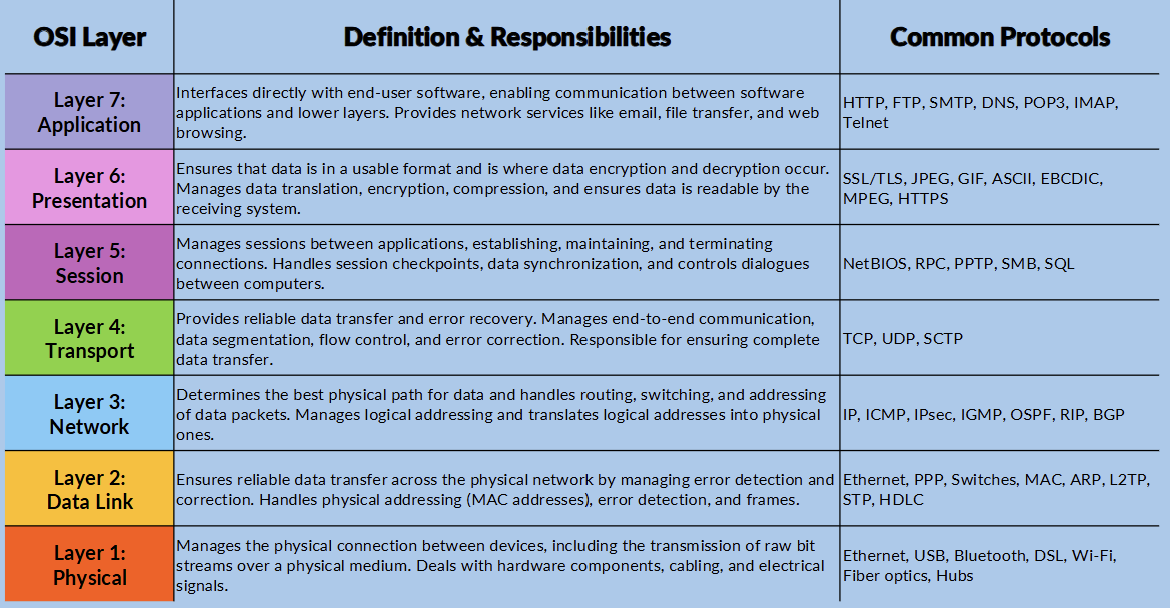 OSI Layer
Definition & Responsibilities
Common Protocols
Layer 7:
Application
Interfaces directly with end-user software, enabling communication between software
applications and lower layers. Provides network services like email, file transfer, and web
browsing.
HTTP, FTP, SMTP, DNS, POP3, IMAP,
Telnet
Layer 6:
Presentation
Ensures that data is in a usable format and is where data encryption and decryption occur.
Manages data translation, encryption, compression, and ensures data is readable by the
receiving system.
SSL/TLS, JPEG, GIF, ASCII, EBCDIC,
MPEG, HTTPS
Layer 5:
Session
Manages sessions between applications, establishing, maintaining, and terminating
connections. Handles session checkpoints, data synchronization, and controls dialogues
between computers.
NetBIOS, RPC, PPTP, SMB, SQL
Layer 4:
Transport
Provides reliable data transfer and error recovery. Manages end-to-end communication,
data segmentation, flow control, and error correction. Responsible for ensuring complete
data transfer.
TCP, UDP, SCTP
Layer 3:
Network
Determines the best physical path for data and handles routing, switching, and addressing
of data packets. Manages logical addressing and translates logical addresses into physical
ones.
IP, ICMP, IPsec, IGMP, OSPF, RIP, BGP
Layer 2:
Data Link
Ensures reliable data transfer across the physical network by managing error detection and
correction. Handles physical addressing (MAC addresses), error detection, and frames.
Ethernet, PPP, Switches, MAC, ARP, L2TP,
STP, HDLC
Layer 1:
Physical
Manages the physical connection between devices, including the transmission of raw bit
streams over a physical medium. Deals with hardware components, cabling, and electrical
signals.
Ethernet, USB, Bluetooth, DSL, Wi-Fi,
Fiber optics, Hubs